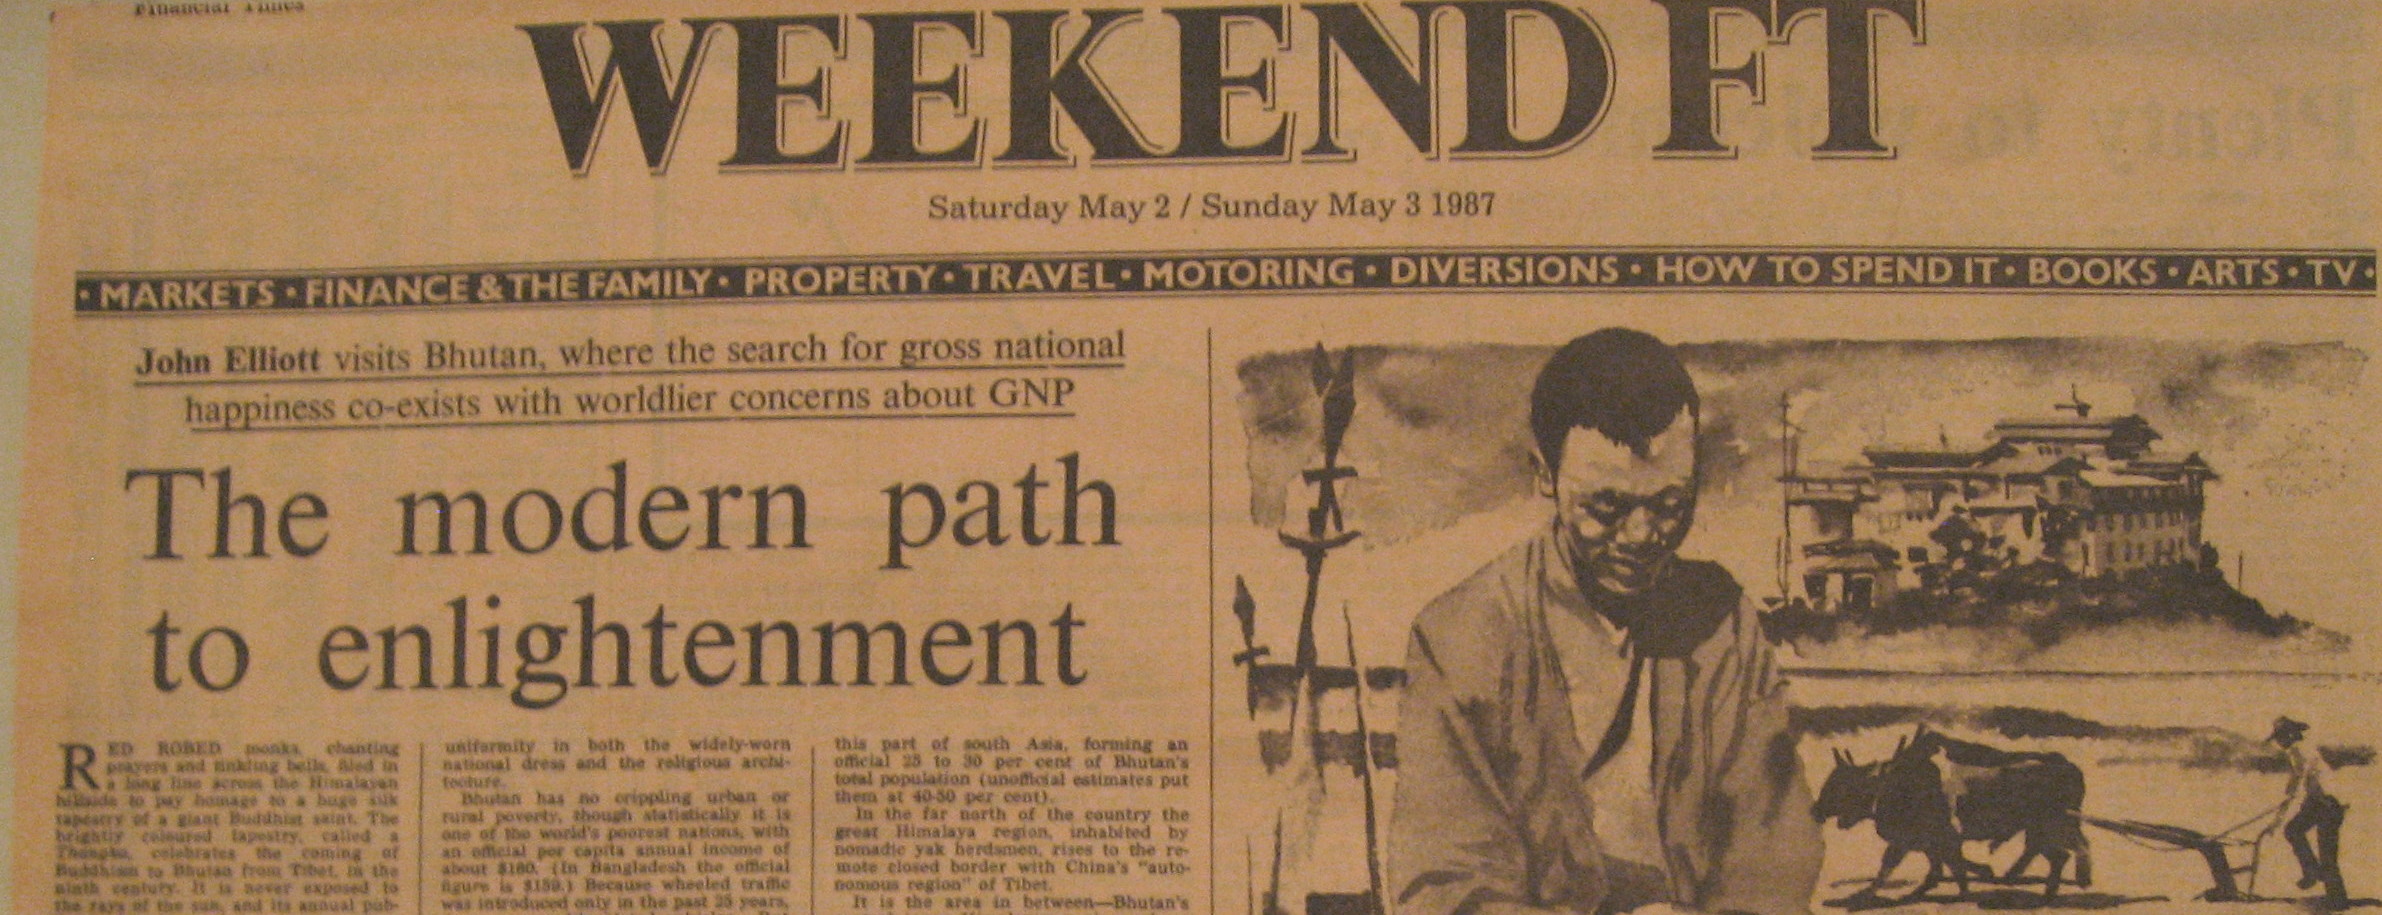 Financial Times
WEEKEND FT
Saturday May 2 / Sunday May 3 1987
• MARKETS • FINANCE & THE FAMILY • PROPERTY • TRAVEL • MOTORING • DIVERSIONS • HOW TO SPEND IT • BOOKS • ARTS • TV •
John Elliott visits Bhutan, where the search for gross national
happiness co-exists with worldlier concerns about GNP
The modern path
to enlightenment
RED ROBED monks, chanting
prayers and tinkling bells, filed in
a long line across the Himalayan
hillside to pay homage to a huge silk
tapestry of a giant Buddhist saint. The
brightly coloured tapestry, called a
Thangka, celebrates the coming of
Buddhism to Bhutan from Tibet, in the
ninth century. It is never exposed to
the rays of the sun, and its annual pub-
uniformity in both the widely-worn
national dress and the religious archi-
tecture.
Bhutan has no crippling urban or
rural poverty, though statistically it is
one of the world's poorest nations, with
an official per capita annual income of
about $160. (In Bangladesh the official
figure is $159.) Because wheeled traffic
was introduced only in the past 25 years,
this part of south Asia, forming an
official 25 to 30 per cent of Bhutan's
total population (unofficial estimates put
them at 40-50 per cent).
In the far north of the country the
great Himalaya region, inhabited by
nomadic yak herdsmen, rises to the re-
mote closed border with China's "auto-
nomous region" of Tibet.
It is the area in between—Bhutan's